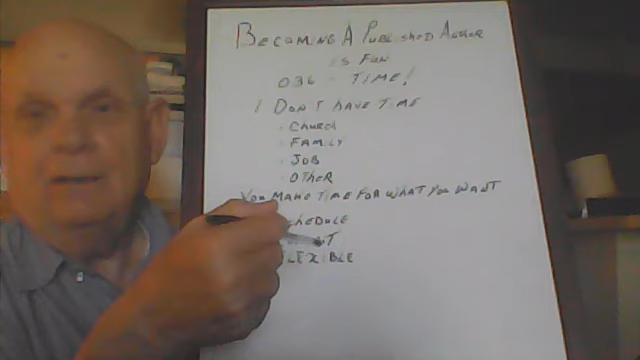 BECOMING A PUBLISHED AUTHOR
IS FUN
036 - TIME!
I DON'T HAVE TIME
· CHURCH
· FAMILY
· JOB
· OTHER
YOU MAKE TIME FOR WHAT YOU WANT
FLEXIBLE